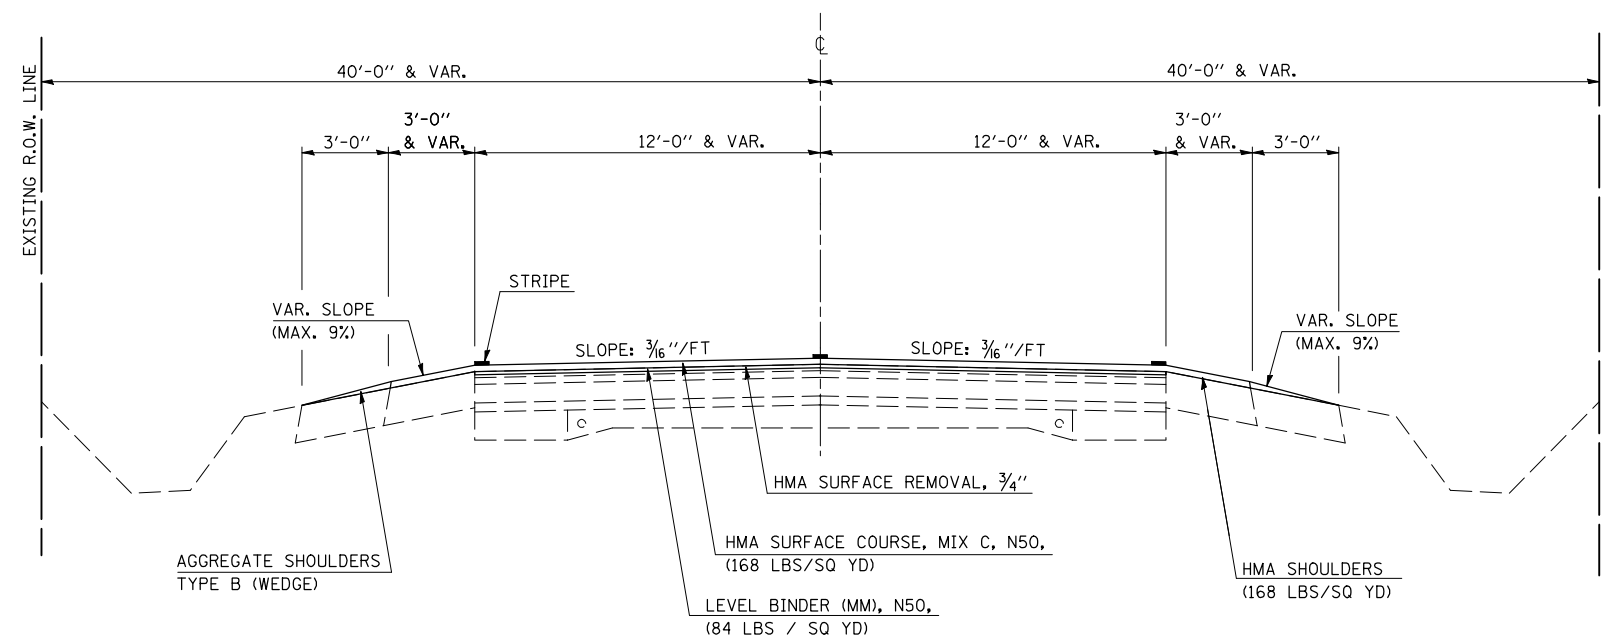 ℄
40'-0" & VAR.
40'-0" & VAR.
EXISTING R.O.W. LINE
3'-0"
3'-0"
& VAR.
12'-0" & VAR.
12'-0" & VAR.
3'-0"
& VAR.
3'-0"
STRIPE
VAR. SLOPE
(MAX. 9%)
SLOPE: 3/16"/FT
SLOPE: 3/16"/FT
VAR. SLOPE
(MAX. 9%)
HMA SURFACE REMOVAL, 3/4"
HMA SURFACE COURSE, MIX C, N50,
(168 LBS/SQ YD)
AGGREGATE SHOULDERS
TYPE B (WEDGE)
HMA SHOULDERS
(168 LBS/SQ YD)
LEVEL BINDER (MM), N50,
(84 LBS / SQ YD)